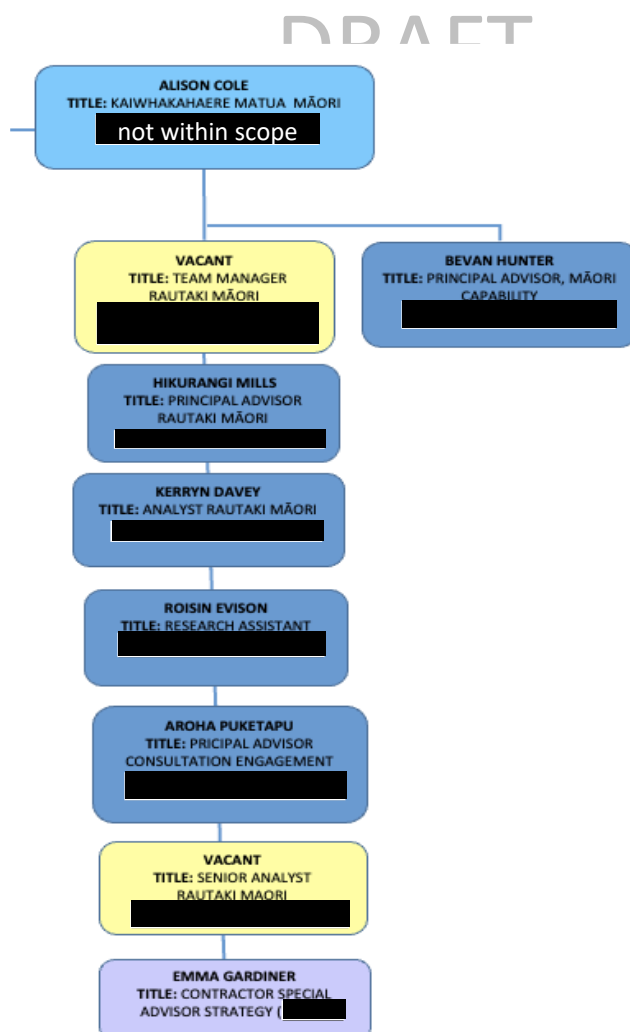 DRAFT
ALISON COLE
TITLE: KAIWHAKAHAERE MATUA MĀORI
not within scope
VACANT
TITLE: TEAM MANAGER
RAUTAKI MĀORI
BEVAN HUNTER
TITLE: PRINCIPAL ADVISOR, MĀORI
CAPABILITY
HIKURANGI MILLS
TITLE: PRINCIPAL ADVISOR
RAUTAKI MĀORI
KERRYN DAVEY
TITLE: ANALYST RAUTAKI MĀORI
ROISIN EVISON
TITLE: RESEARCH ASSISTANT
AROHA PUKETAPU
TITLE: PRICIPAL ADVISOR
CONSULTATION ENGAGEMENT
VACANT
TITLE: SENIOR ANALYST
RAUTAKI MAORI
EMMA GARDINER
TITLE: CONTRACTOR SPECIAL
ADVISOR STRATEGY (